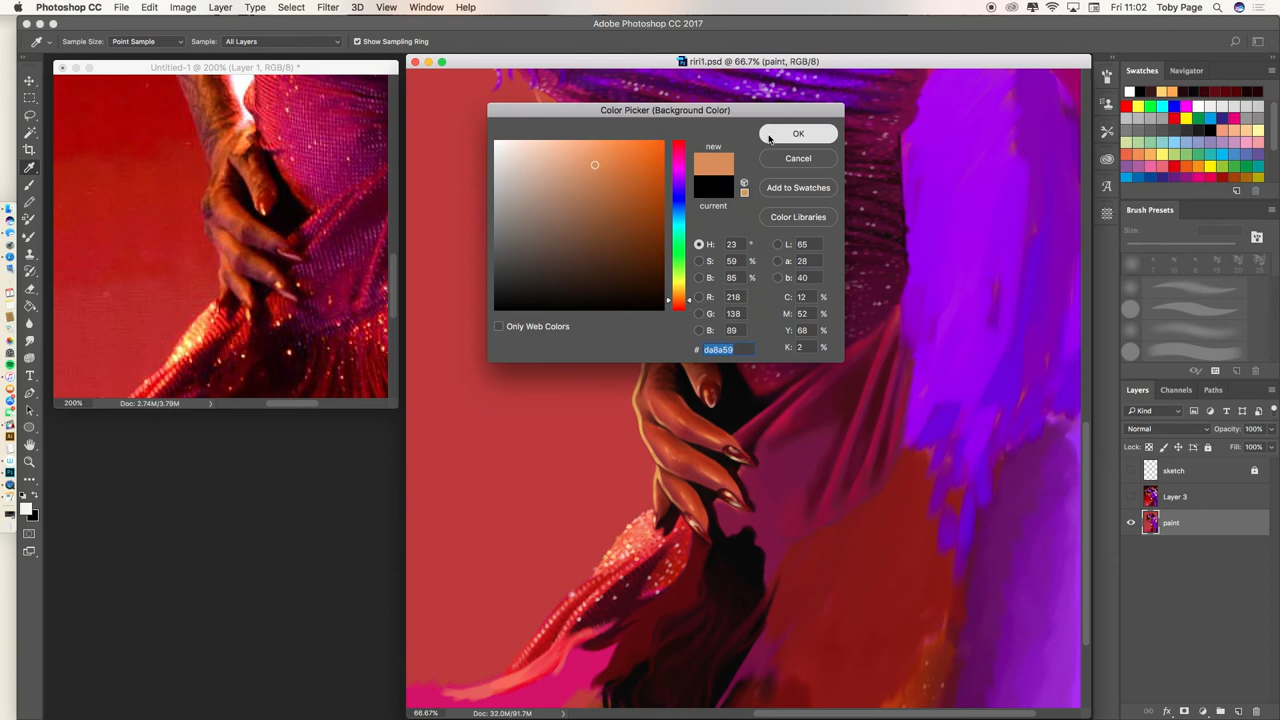 Photoshop CC File Edit Image Layer Type Select Filter 3D View Window Help Fri 11:02 Toby Page
Adobe Photoshop CC 2017
Sample Size: Point Sample Sample: All Layers Show Sampling Ring
Untitled-1 @ 200% (Layer 1, RGB/8) *
riri1.psd @ 66.7% (paint, RGB/8)
Swatches Navigator
Color Picker (Background Color)
OK
new
Cancel
Add to Swatches
current
Color Libraries
Brush Presets
Size:
H: 23 ° L: 65
S: 59 % a: 28
B: 85 % b: 40
R: 218 C: 12 %
G: 138 M: 52 %
B: 89 Y: 68 %
# da8a59 K: 2 %
Only Web Colors
Layers Channels Paths
200% Doc: 2.74M/3.79M
Kind
Normal Opacity: 100%
Lock: Fill: 100%
sketch
Layer 3
paint
66.67% Doc: 32.0M/91.7M